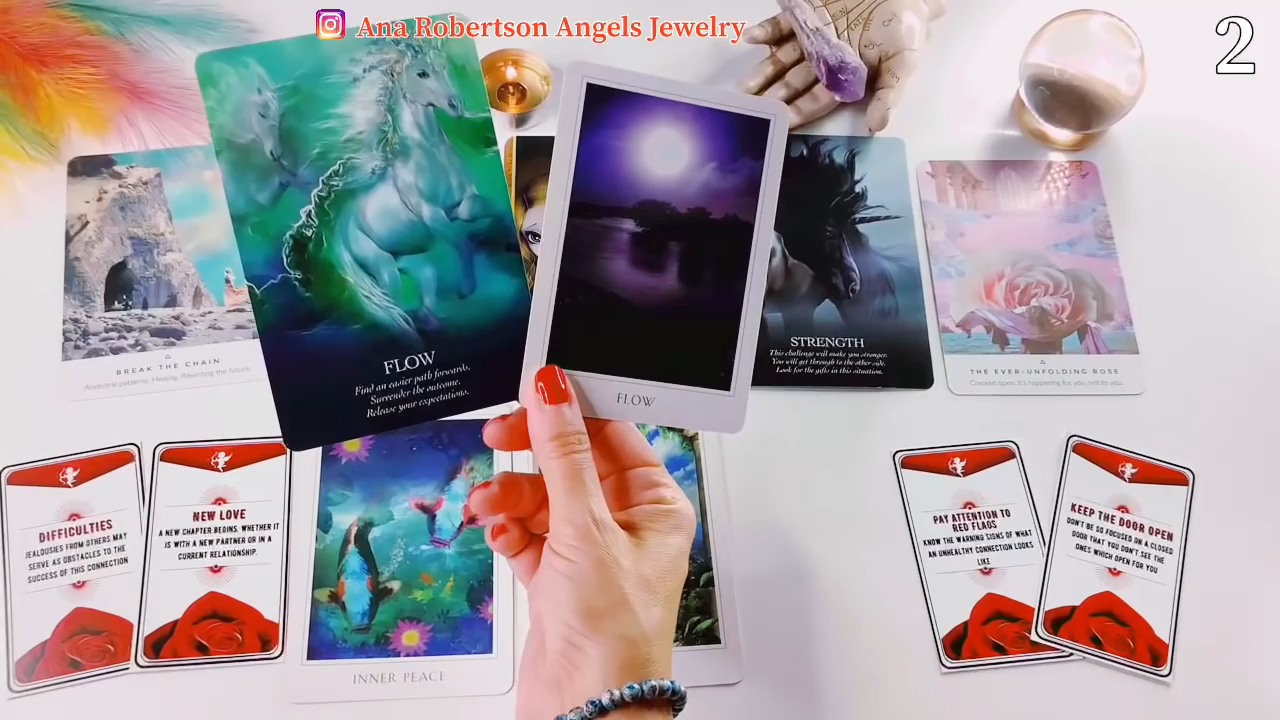 Ana Robertson Angels Jewelry
2
BREAK THE CHAIN
Ancestral patterns. Healing. Rewriting the future.
FLOW
Find an easier path forwards.
Surrender the outcome.
Release your expectations.
FLOW
STRENGTH
This challenge will make you stronger.
You will get through to the other side.
Look for the gifts in this situation.
THE EVER-UNFOLDING ROSE
Cracked open. It's happening for you, not to you.
DIFFICULTIES
JEALOUSIES FROM OTHERS MAY
SERVE AS OBSTACLES TO THE
SUCCESS OF THIS CONNECTION
NEW LOVE
A NEW CHAPTER BEGINS, WHETHER IT
IS WITH A NEW PARTNER OR IN A
CURRENT RELATIONSHIP.
INNER PEACE
PAY ATTENTION TO
RED FLAGS
KNOW THE WARNING SIGNS OF WHAT
AN UNHEALTHY CONNECTION LOOKS
LIKE
KEEP THE DOOR OPEN
DON'T BE SO FOCUSED ON A CLOSED
DOOR THAT YOU DON'T SEE THE
ONES WHICH OPEN FOR YOU